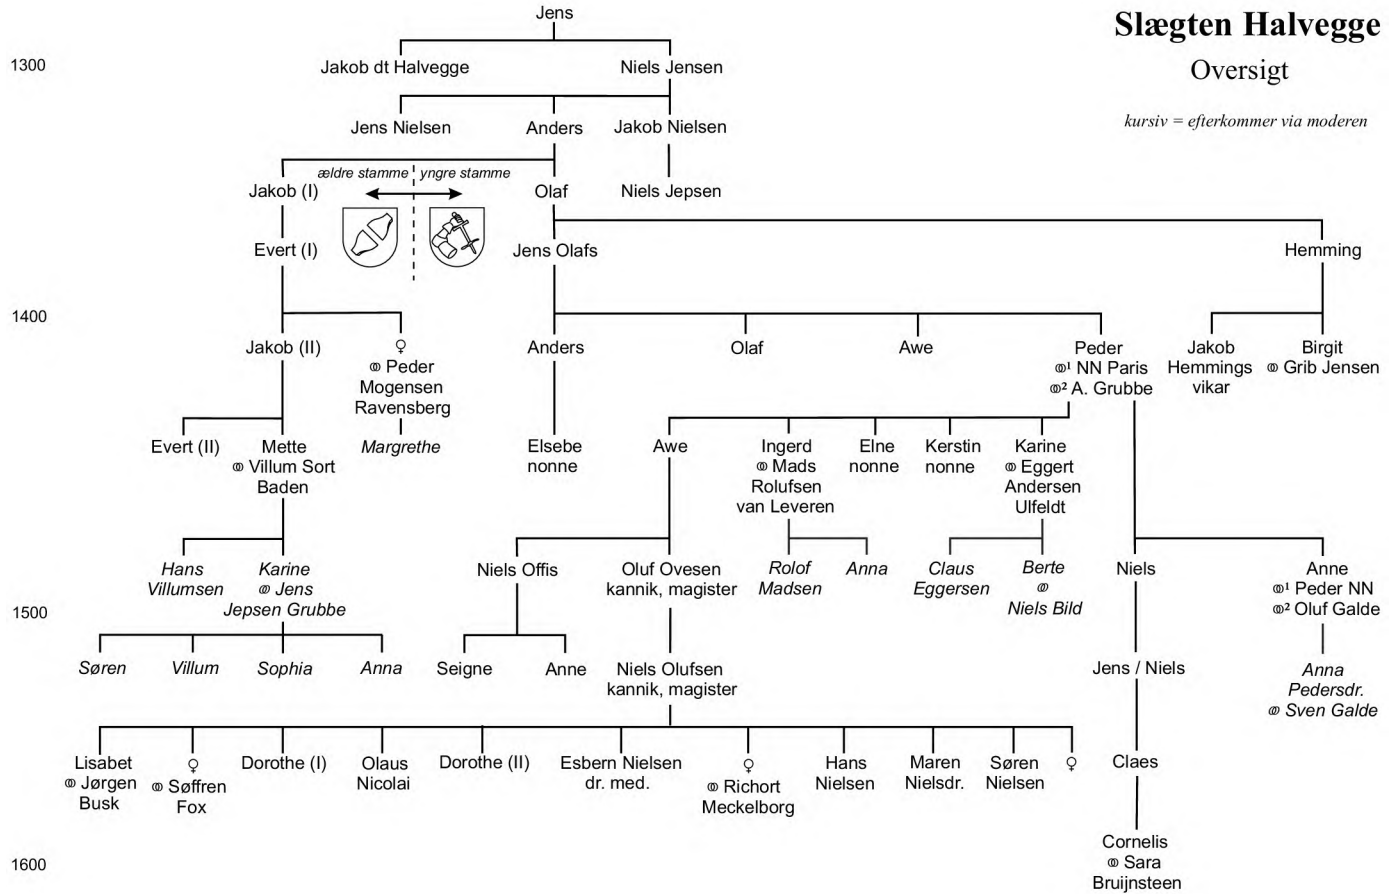 Jens
Slægten Halvegge
Oversigt
kursiv = efterkommer via moderen
1300
Jakob dt Halvegge
Niels Jensen
Jens Nielsen
Anders
Jakob Nielsen
ældre stamme
yngre stamme
Jakob (I)
Olaf
Niels Jepsen
Evert (I)
Jens Olafs
Hemming
1400
Jakob (II)
♀
⚭ Peder
Mogensen
Ravensberg
Anders
Olaf
Awe
Peder
⚭¹ NN Paris
⚭² A. Grubbe
Jakob
Hemmings
vikar
Birgit
⚭ Grib Jensen
Evert (II)
Mette
⚭ Villum Sort
Baden
Margrethe
Elsebe
nonne
Awe
Ingerd
⚭ Mads
Rolufsen
van Leveren
Elne
nonne
Kerstin
nonne
Karine
⚭ Eggert
Andersen
Ulfeldt
Hans
Villumsen
Karine
⚭ Jens
Jepsen Grubbe
Niels Offis
Oluf Ovesen
kannik, magister
Rolof
Madsen
Anna
Claus
Eggersen
Berte
⚭
Niels Bild
Niels
Anne
⚭¹ Peder NN
⚭² Oluf Galde
1500
Søren
Villum
Sophia
Anna
Seigne
Anne
Niels Olufsen
kannik, magister
Jens / Niels
Anna
Pedersdr.
⚭ Sven Galde
Lisabet
⚭ Jørgen
Busk
♀
⚭ Søffren
Fox
Dorothe (I)
Olaus
Nicolai
Dorothe (II)
Esbern Nielsen
dr. med.
♀
⚭ Richort
Meckelborg
Hans
Nielsen
Maren
Nielsdr.
Søren
Nielsen
♀
Claes
1600
Cornelis
⚭ Sara
Bruijnsteen